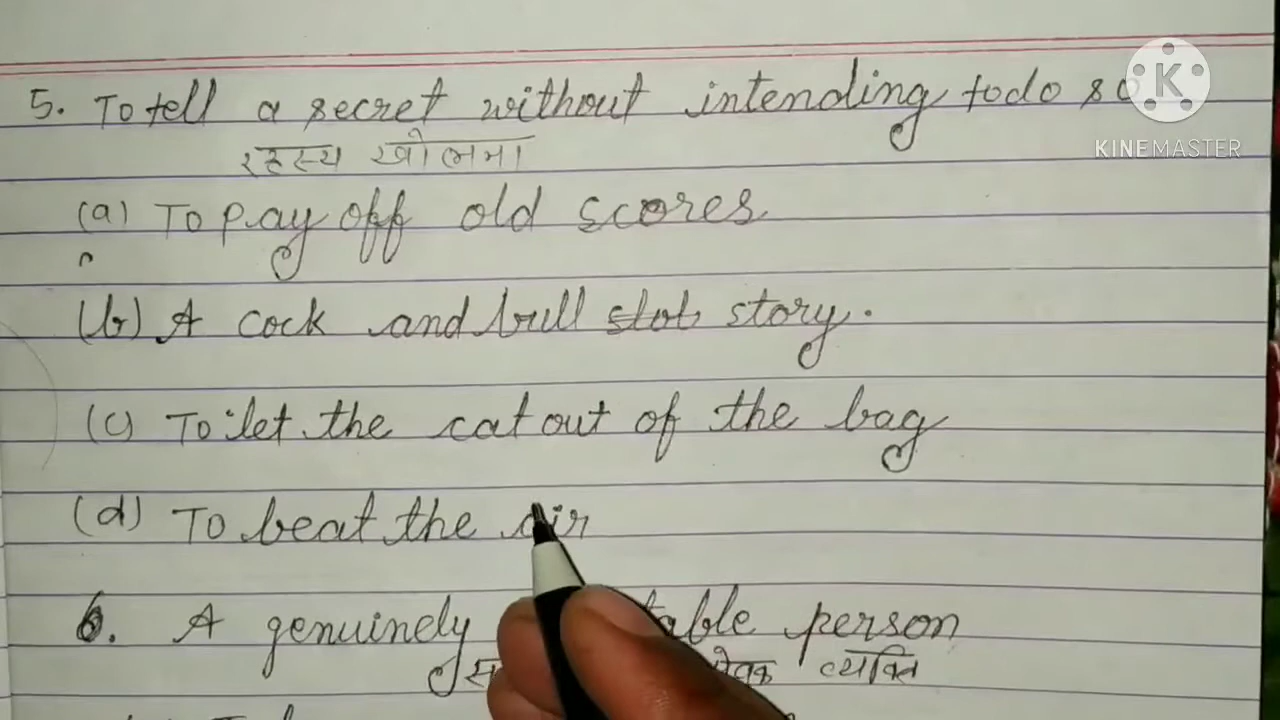 5. To tell a secret without intending to do so
रहस्य खोलना
(a) To pay off old scores
(b) A cock and bull story.
(c) To let the cat out of the bag
(d) To beat the air
6. A genuinely table person
व्यक्ति
K
KINEMASTER